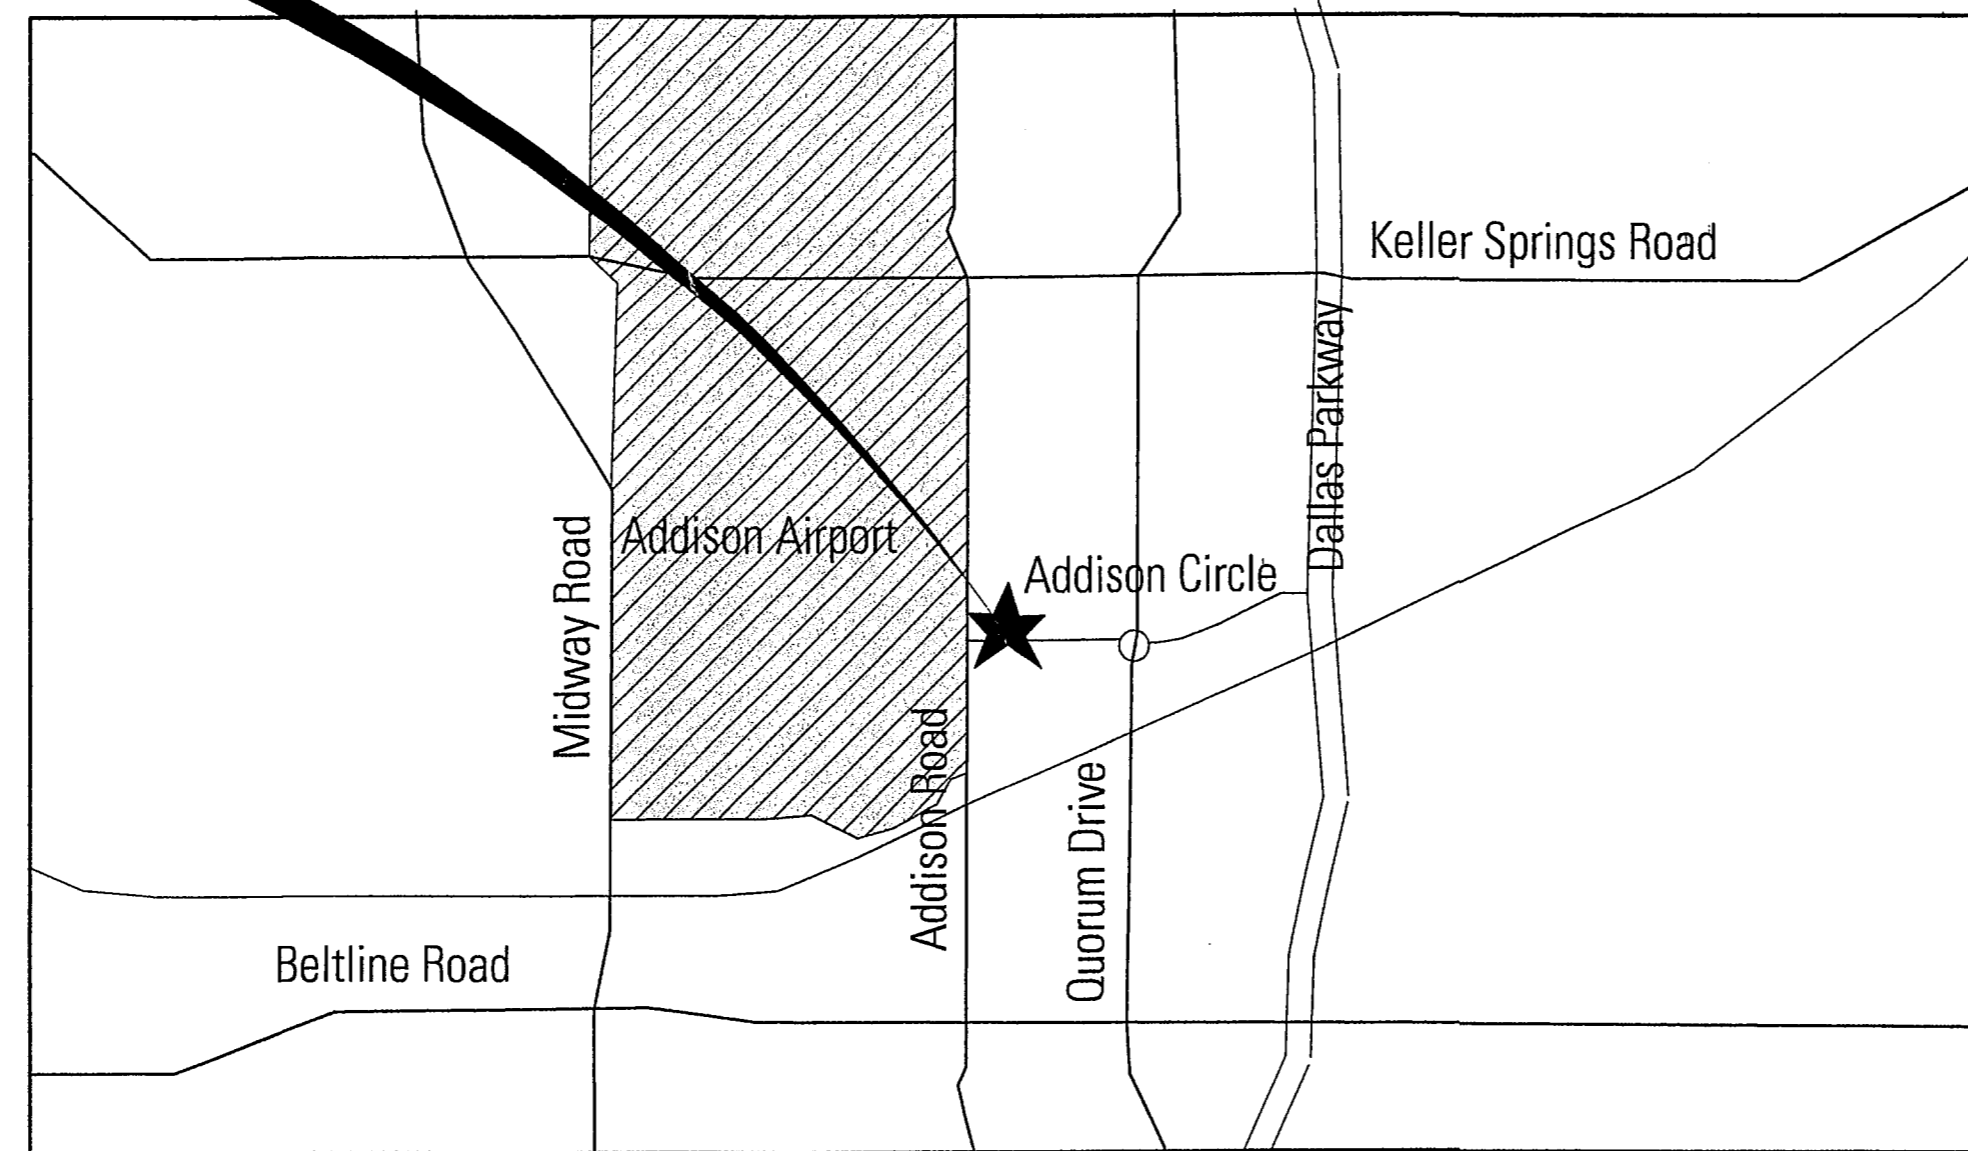 Keller Springs Road
Dallas Parkway
Addison Airport
Addison Circle
Midway Road
Addison Road
Quorum Drive
Beltline Road